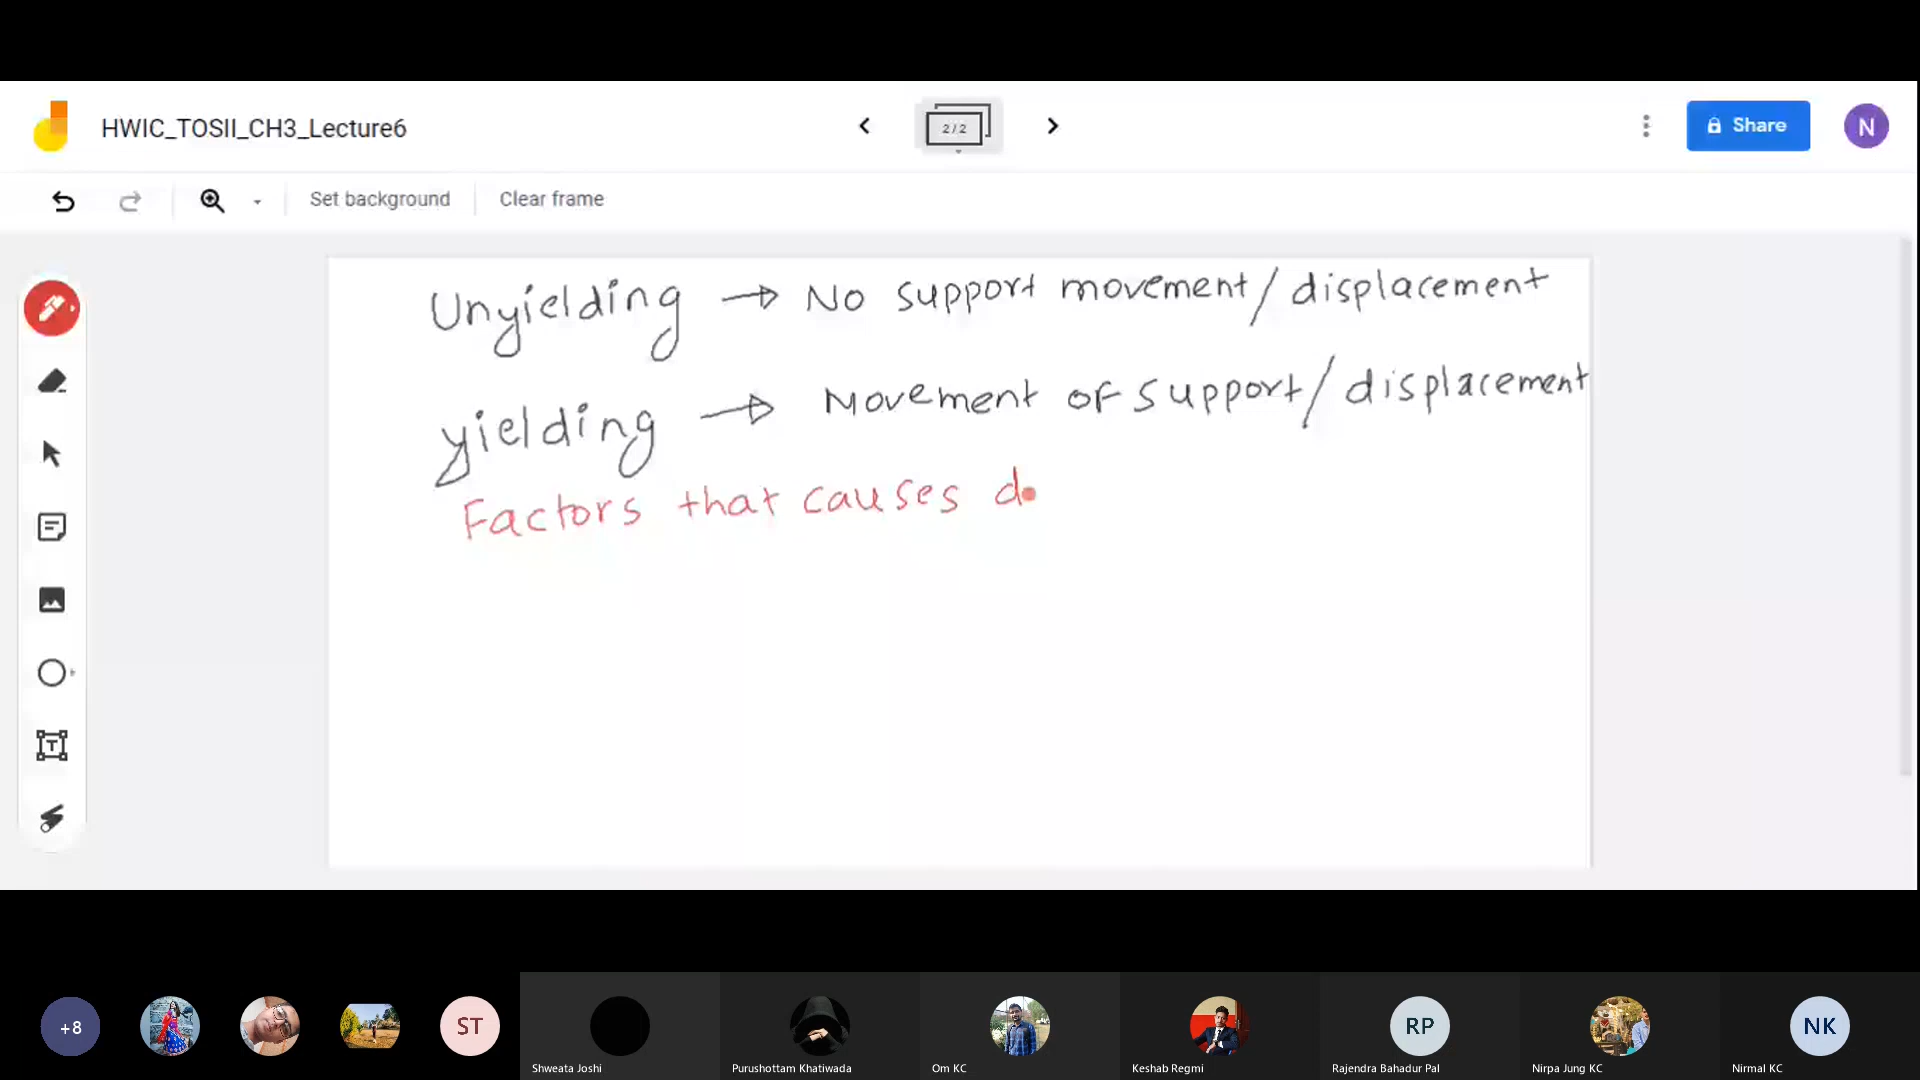 HWIC_TOSII_CH3_Lecture6
2 / 2
Share
N
Set background
Clear frame
Unyielding → No support movement/displacement
yielding → Movement of support/displacement
Factors that causes d
+8
ST
RP
NK
Shweata Joshi
Purushottam Khatiwada
Om KC
Keshab Regmi
Rajendra Bahadur Pal
Nirpa Jung KC
Nirmal KC